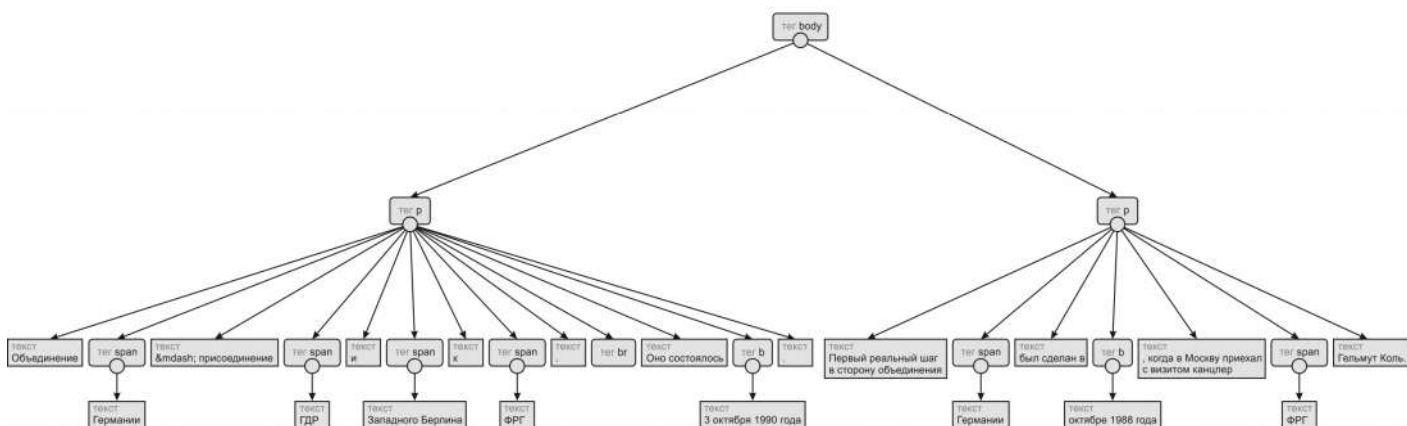 тег body
тег p
тег p
текст
Объединение
тег span
текст
&mdash; присоединение
тег span
текст
и
тег span
текст
к
тег span
текст
.
тег br
текст
Оно состоялось
тег b
текст
.
текст
Первый реальный шаг
в сторону объединения
тег span
текст
был сделан в
тег b
текст
, когда в Москву приехал
с визитом канцлер
тег span
текст
Гельмут Коль.
текст
Германии
текст
ГДР
текст
Западного Берлина
текст
ФРГ
текст
3 октября 1990 года
текст
Германии
текст
октябре 1988 года
текст
ФРГ